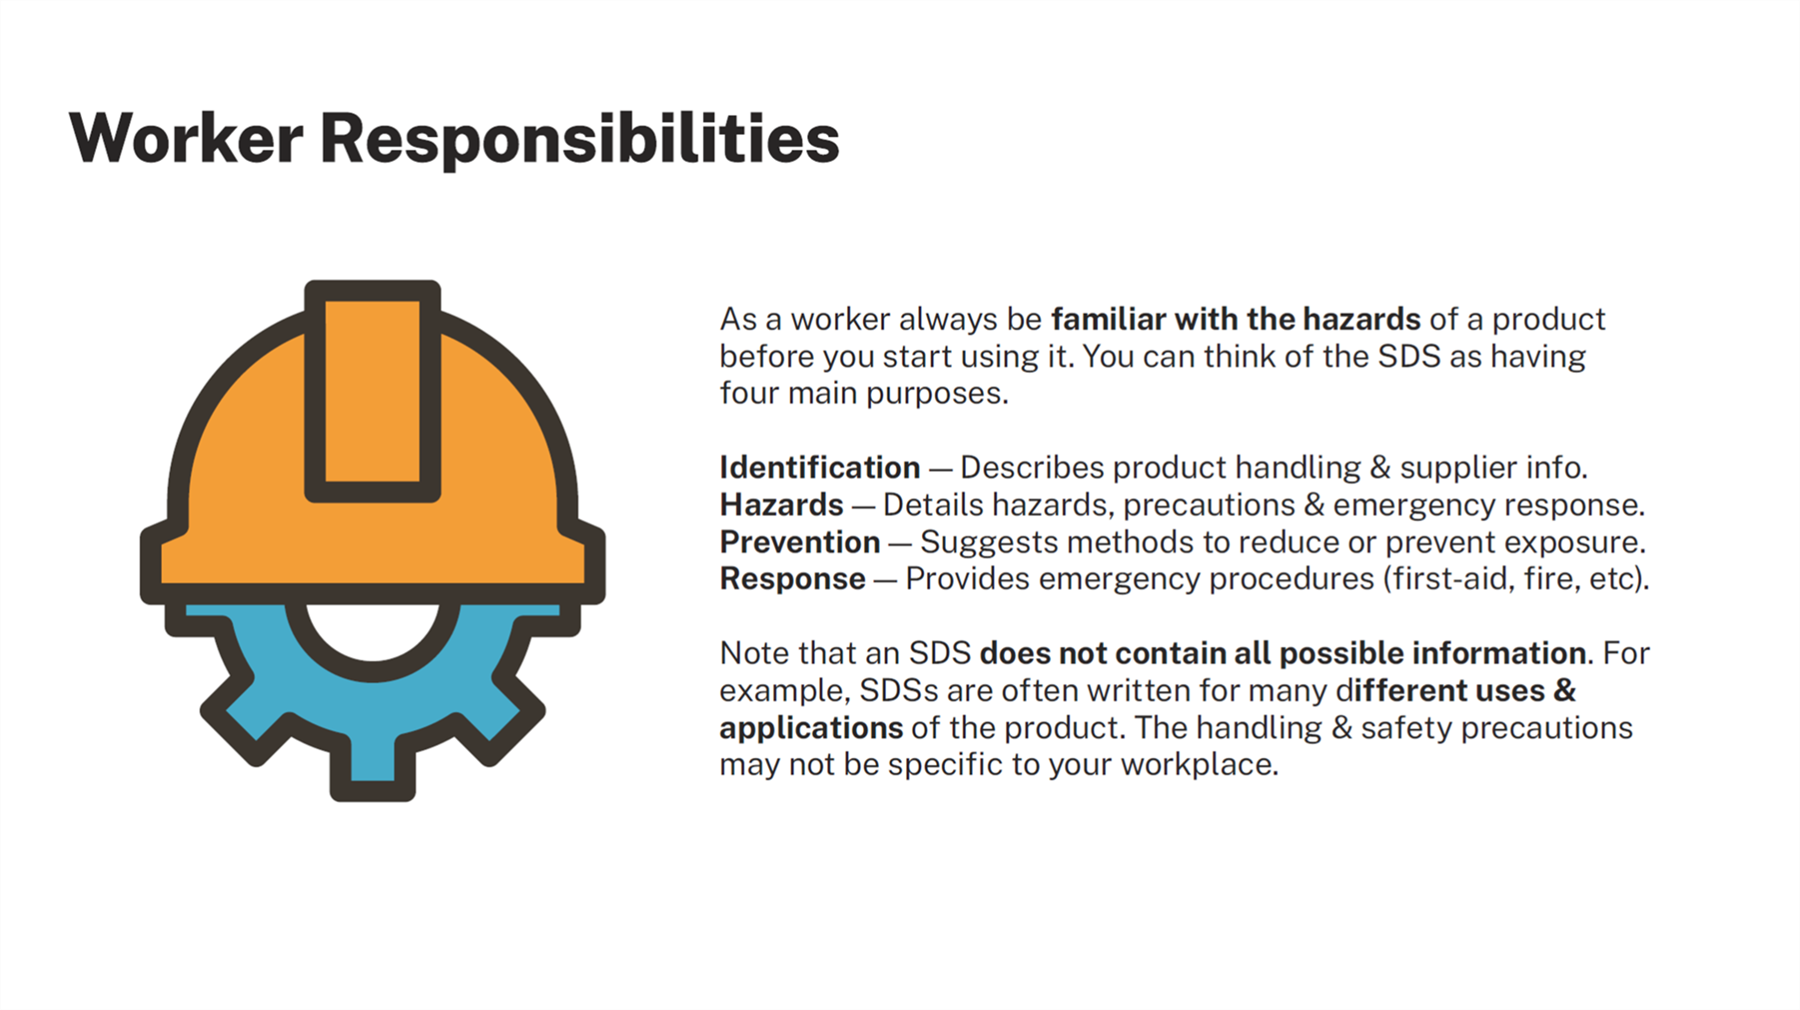 Worker Responsibilities
As a worker always be familiar with the hazards of a product
before you start using it. You can think of the SDS as having
four main purposes.
Identification — Describes product handling & supplier info.
Hazards — Details hazards, precautions & emergency response.
Prevention — Suggests methods to reduce or prevent exposure.
Response — Provides emergency procedures (first-aid, fire, etc).
Note that an SDS does not contain all possible information. For
example, SDSs are often written for many different uses &
applications of the product. The handling & safety precautions
may not be specific to your workplace.